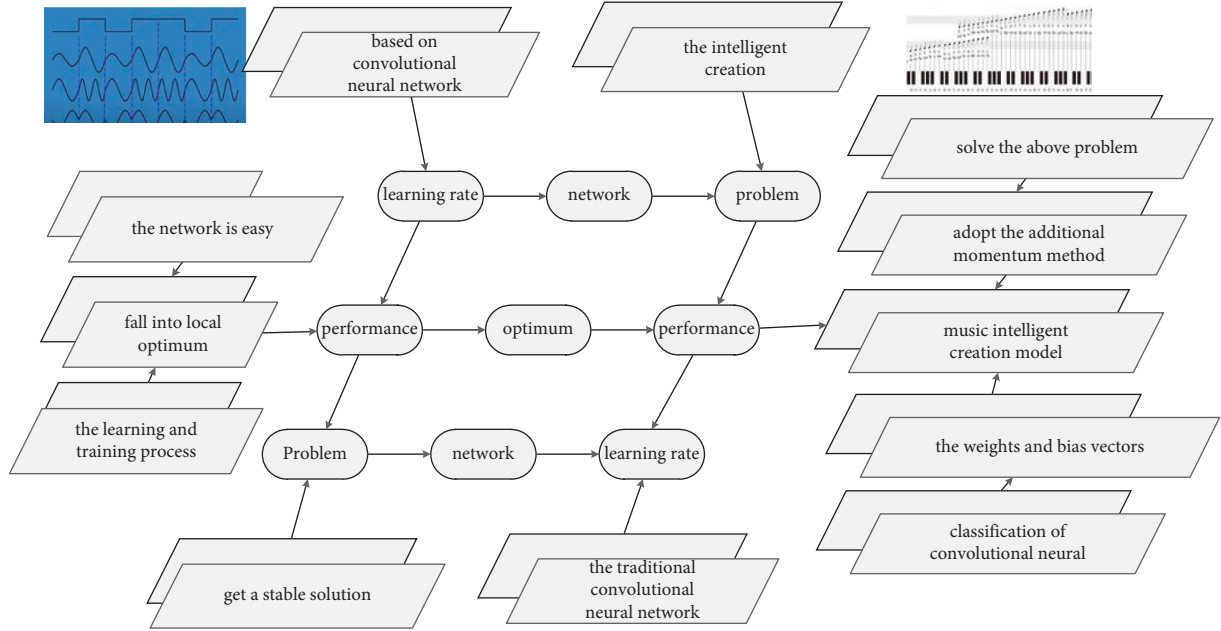 based on
convolutional
neural network
the intelligent
creation
solve the above problem
learning rate
network
problem
the network is easy
adopt the additional
momentum method
fall into local
optimum
performance
optimum
performance
music intelligent
creation model
the learning and
training process
Problem
network
learning rate
the weights and bias vectors
get a stable solution
the traditional
convolutional
neural network
classification of
convolutional neural